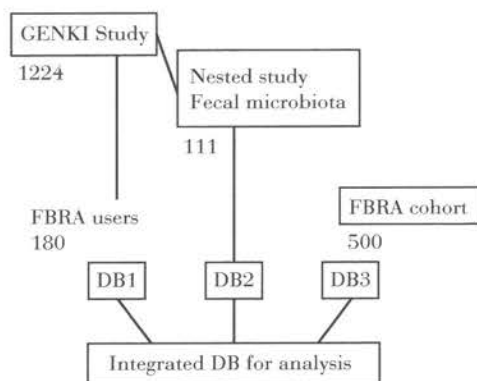 GENKI Study
1224
Nested study
Fecal microbiota
111
FBRA users
180
FBRA cohort
500
DB1
DB2
DB3
Integrated DB for analysis